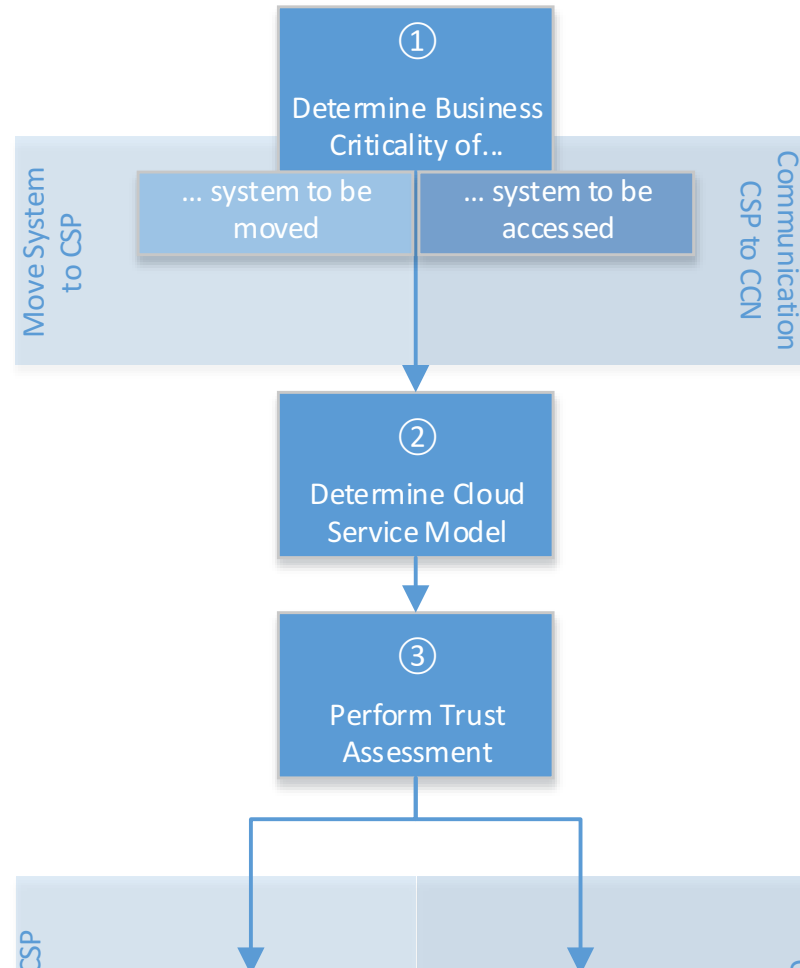 ①
Determine Business
Criticality of...
Move System
to CSP
... system to be
moved
... system to be
accessed
Communication
CSP to CCN
②
Determine Cloud
Service Model
③
Perform Trust
Assessment
CSP